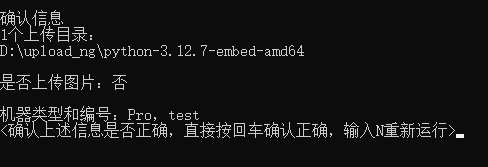 确认信息
1个上传目录：
D:\upload_ng\python-3.12.7-embed-amd64
是否上传图片：否
机器类型和编号：Pro, test
<确认上述信息是否正确，直接按回车确认正确，输入N重新运行>